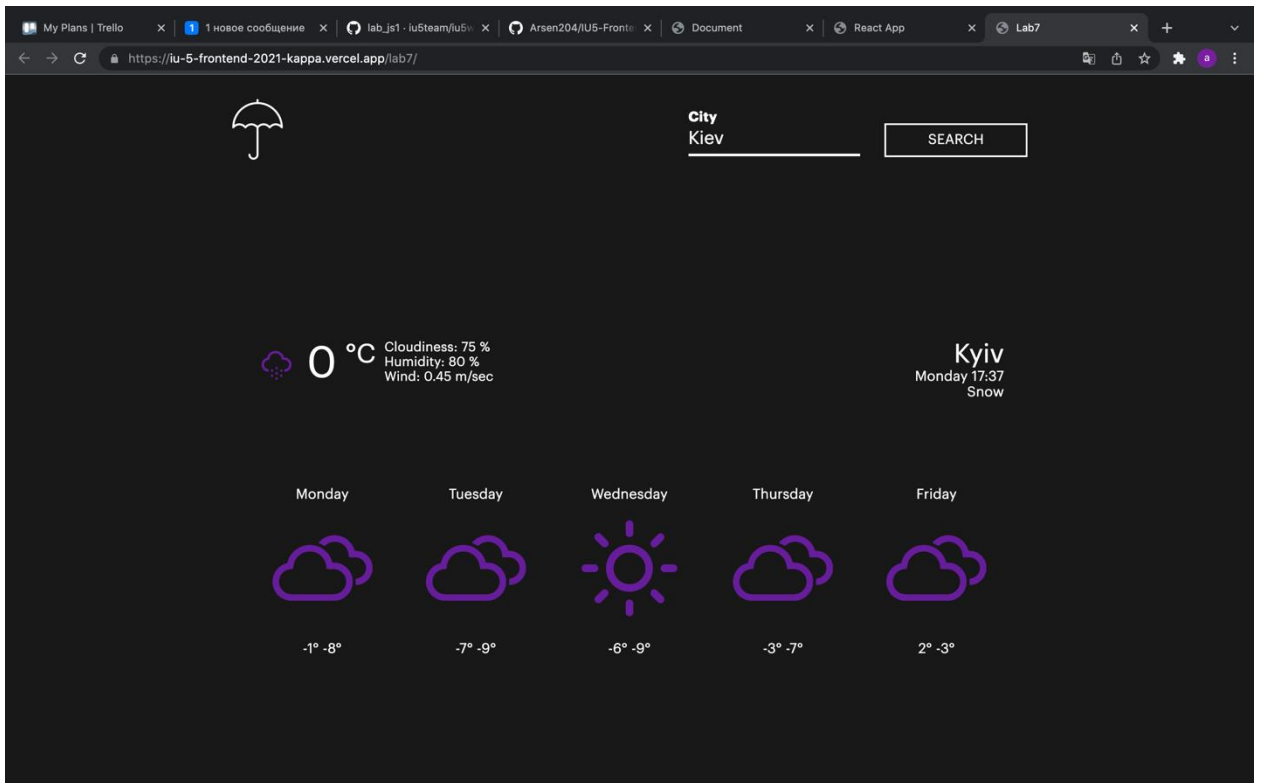 My Plans | Trello
1 1 новое сообщение
lab_js1 · iu5team/iu5w
Arsen204/IU5-Fronte
Document
React App
Lab7
https://iu-5-frontend-2021-kappa.vercel.app/lab7/
a
City
Kiev
SEARCH
0 °C
Cloudiness: 75 %
Humidity: 80 %
Wind: 0.45 m/sec
Kyiv
Monday 17:37
Snow
Monday Tuesday Wednesday Thursday Friday
-1° -8° -7° -9° -6° -9° -3° -7° 2° -3°